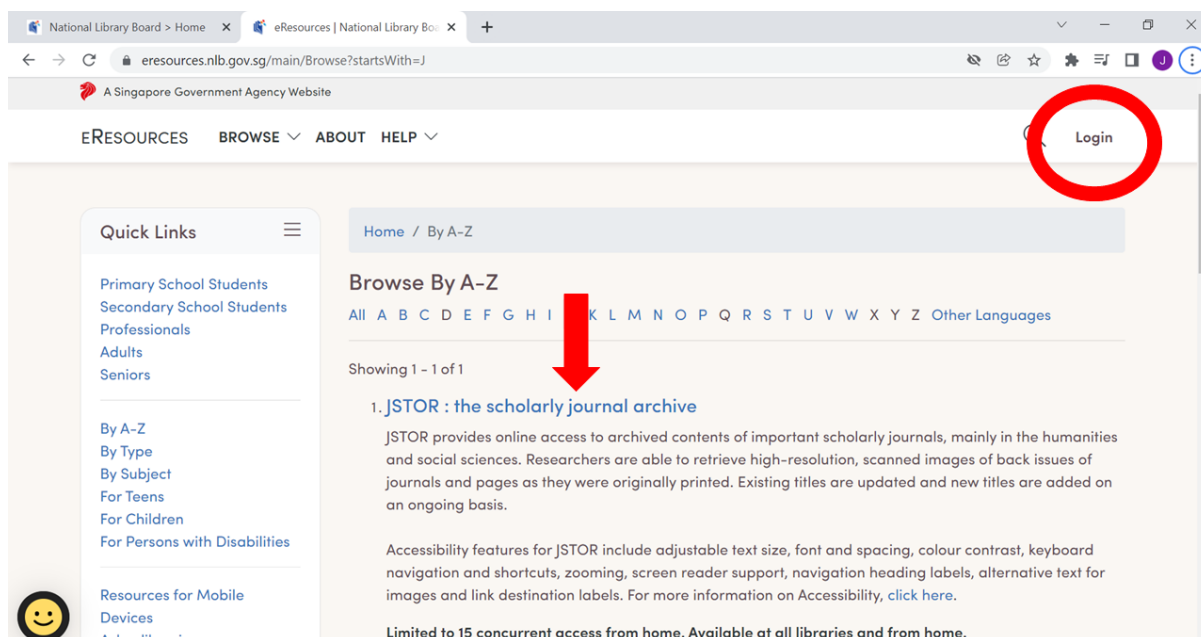 National Library Board > Home
eResources | National Library Bo
eresources.nlb.gov.sg/main/Browse?startsWith=J
J
A Singapore Government Agency Website
ERESOURCES BROWSE ABOUT HELP Login
Quick Links
Primary School Students
Secondary School Students
Professionals
Adults
Seniors
By A-Z
By Type
By Subject
For Teens
For Children
For Persons with Disabilities
Resources for Mobile
Devices
Home / By A-Z
Browse By A-Z
All A B C D E F G H I K L M N O P Q R S T U V W X Y Z Other Languages
Showing 1 - 1 of 1
1. JSTOR : the scholarly journal archive
JSTOR provides online access to archived contents of important scholarly journals, mainly in the humanities
and social sciences. Researchers are able to retrieve high-resolution, scanned images of back issues of
journals and pages as they were originally printed. Existing titles are updated and new titles are added on
an ongoing basis.
Accessibility features for JSTOR include adjustable text size, font and spacing, colour contrast, keyboard
navigation and shortcuts, zooming, screen reader support, navigation heading labels, alternative text for
images and link destination labels. For more information on Accessibility, click here.
Limited to 15 concurrent access from home. Available at all libraries and from home.